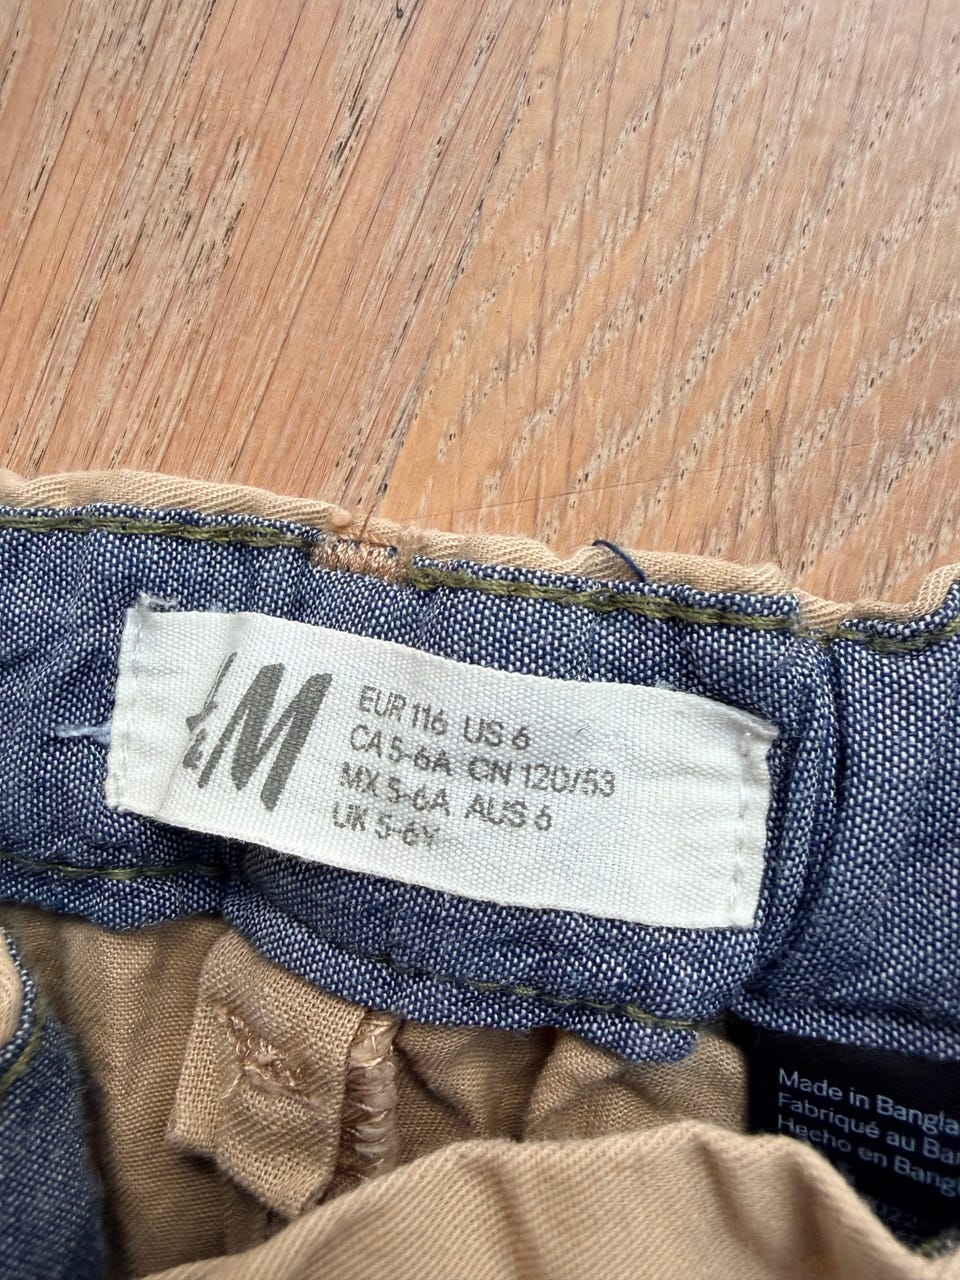 H&M
EUR 116 US 6
CA 5-6A CN 120/53
MX 5-6A AUS 6
UK 5-6Y
Made in Bangla
Fabriqué au Ban
Hecho en Bang